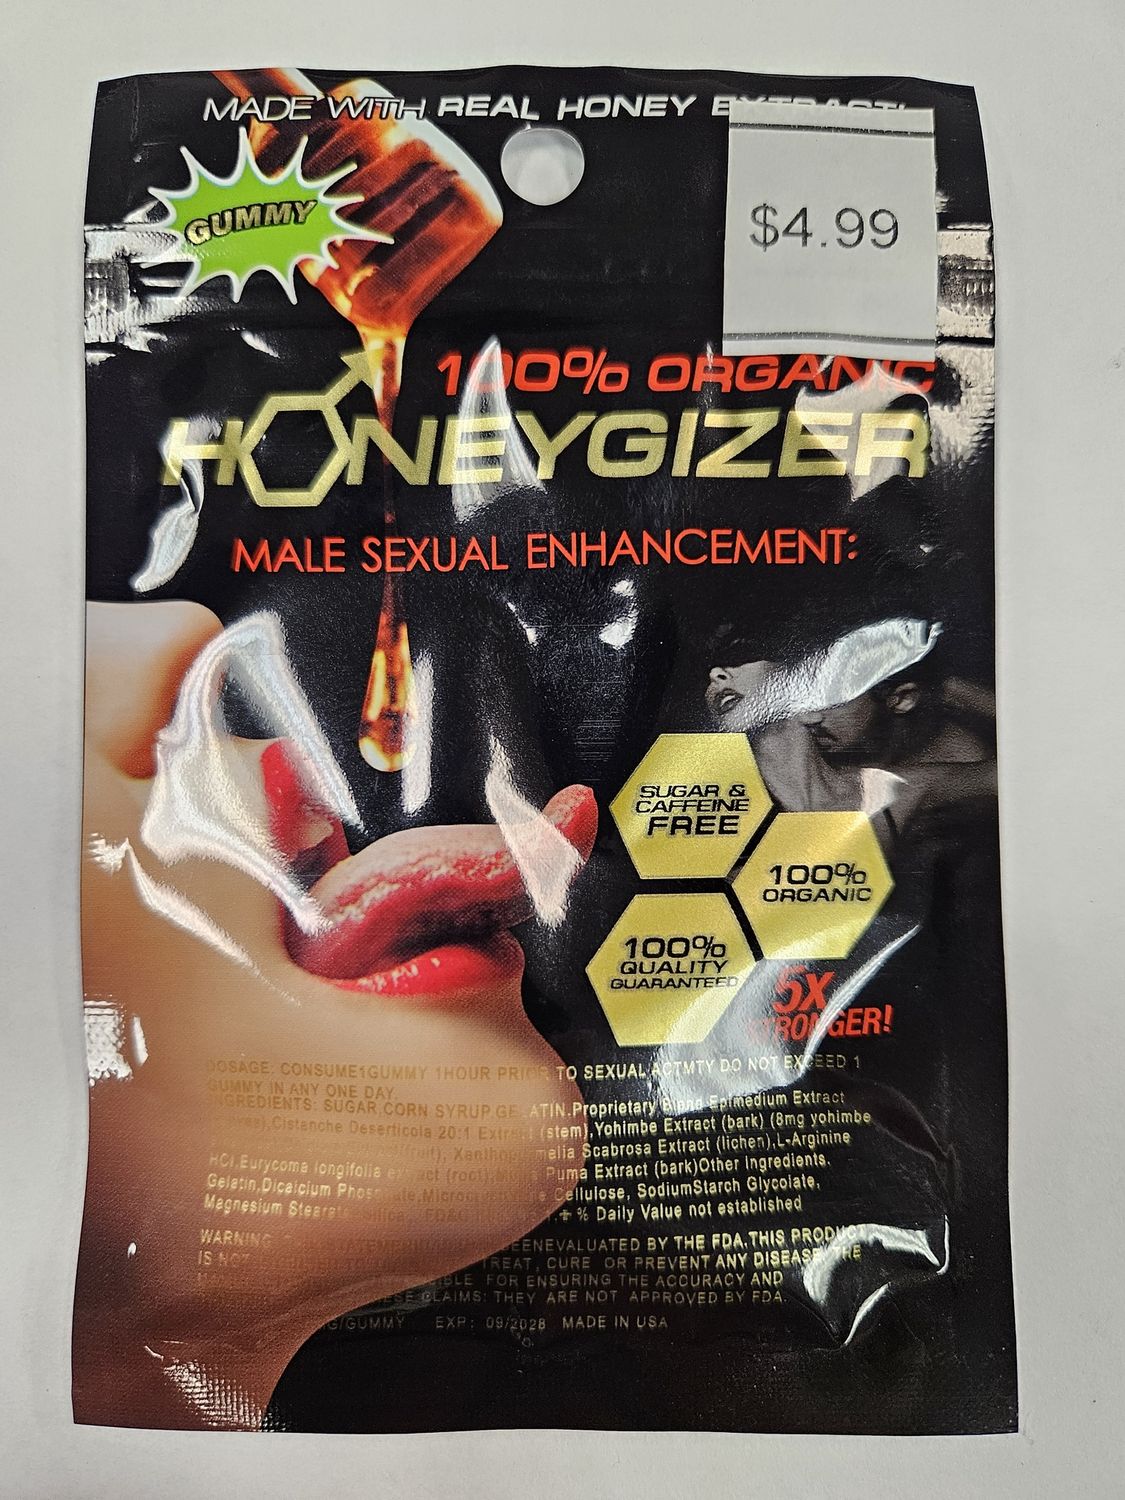 MADE WITH REAL HONEY
GUMMY
$4.99
100% ORGANIC
HONEYGIZER
MALE SEXUAL ENHANCEMENT:
SUGAR &
CAFFEINE
FREE
100%
ORGANIC
100%
QUALITY
GUARANTEED
5X
STRONGER!
DOSAGE: CONSUME1GUMMY 1HOUR PRIOR TO SEXUAL ACTMTY DO NOT EXCEED 1
GUMMY IN ANY ONE DAY.
INGREDIENTS: SUGAR,CORN SYRUP,GELATIN.Proprietary Blend Epimedium Extract
Cistanche Deserticola 20:1 Extract (stem),Yohimbe Extract (bark) (8mg yohimbe
Scabrosa Extract (lichen),L-Arginine
HCl,Eurycoma longifolia extract (root), Puma Extract (bark)Other Ingredients.
Gelatin,Dicalcium Cellulose, SodiumStarch Glycolate,
Magnesium Stearate % Daily Value not established
WARNING BEENEVALUATED BY THE FDA.THIS PRODUCT
IS NOT TREAT, CURE OR PREVENT ANY DISEASE THE
FOR ENSURING THE ACCURACY AND
CLAIMS: THEY ARE NOT APPROVED BY FDA.
EXP: 09/2028 MADE IN USA